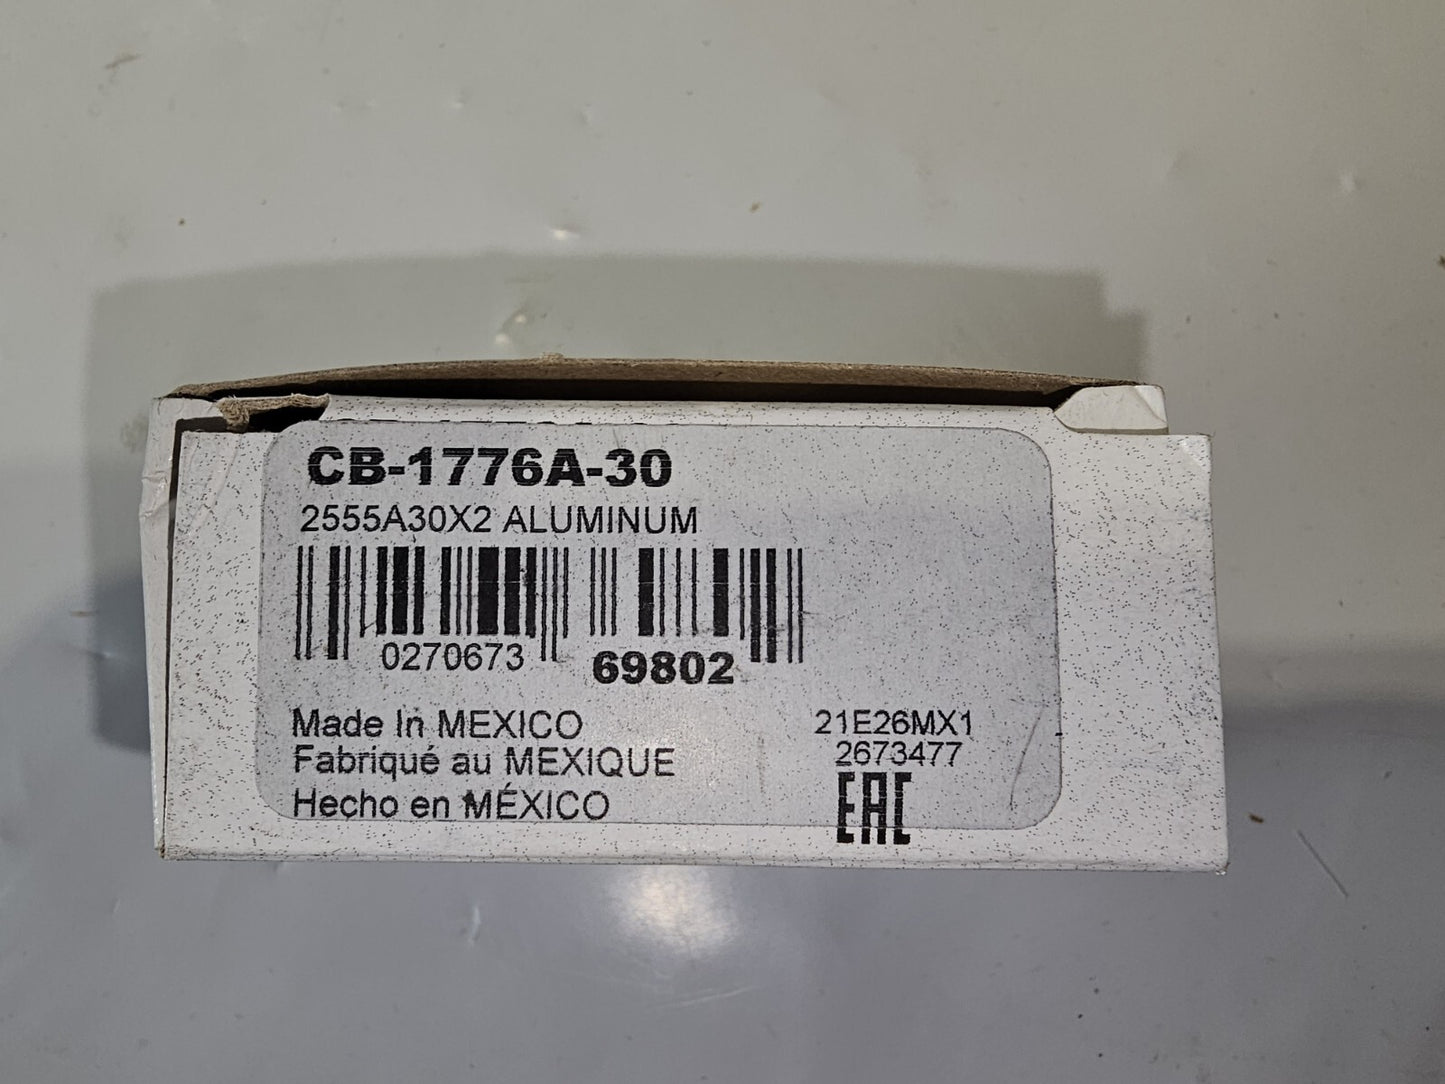 CB-1776A-30
2555A30X2 ALUMINUM
0270673
69802
Made In MEXICO
Fabriqué au MEXIQUE
Hecho en MÉXICO
21E26MX1
2673477
EAC